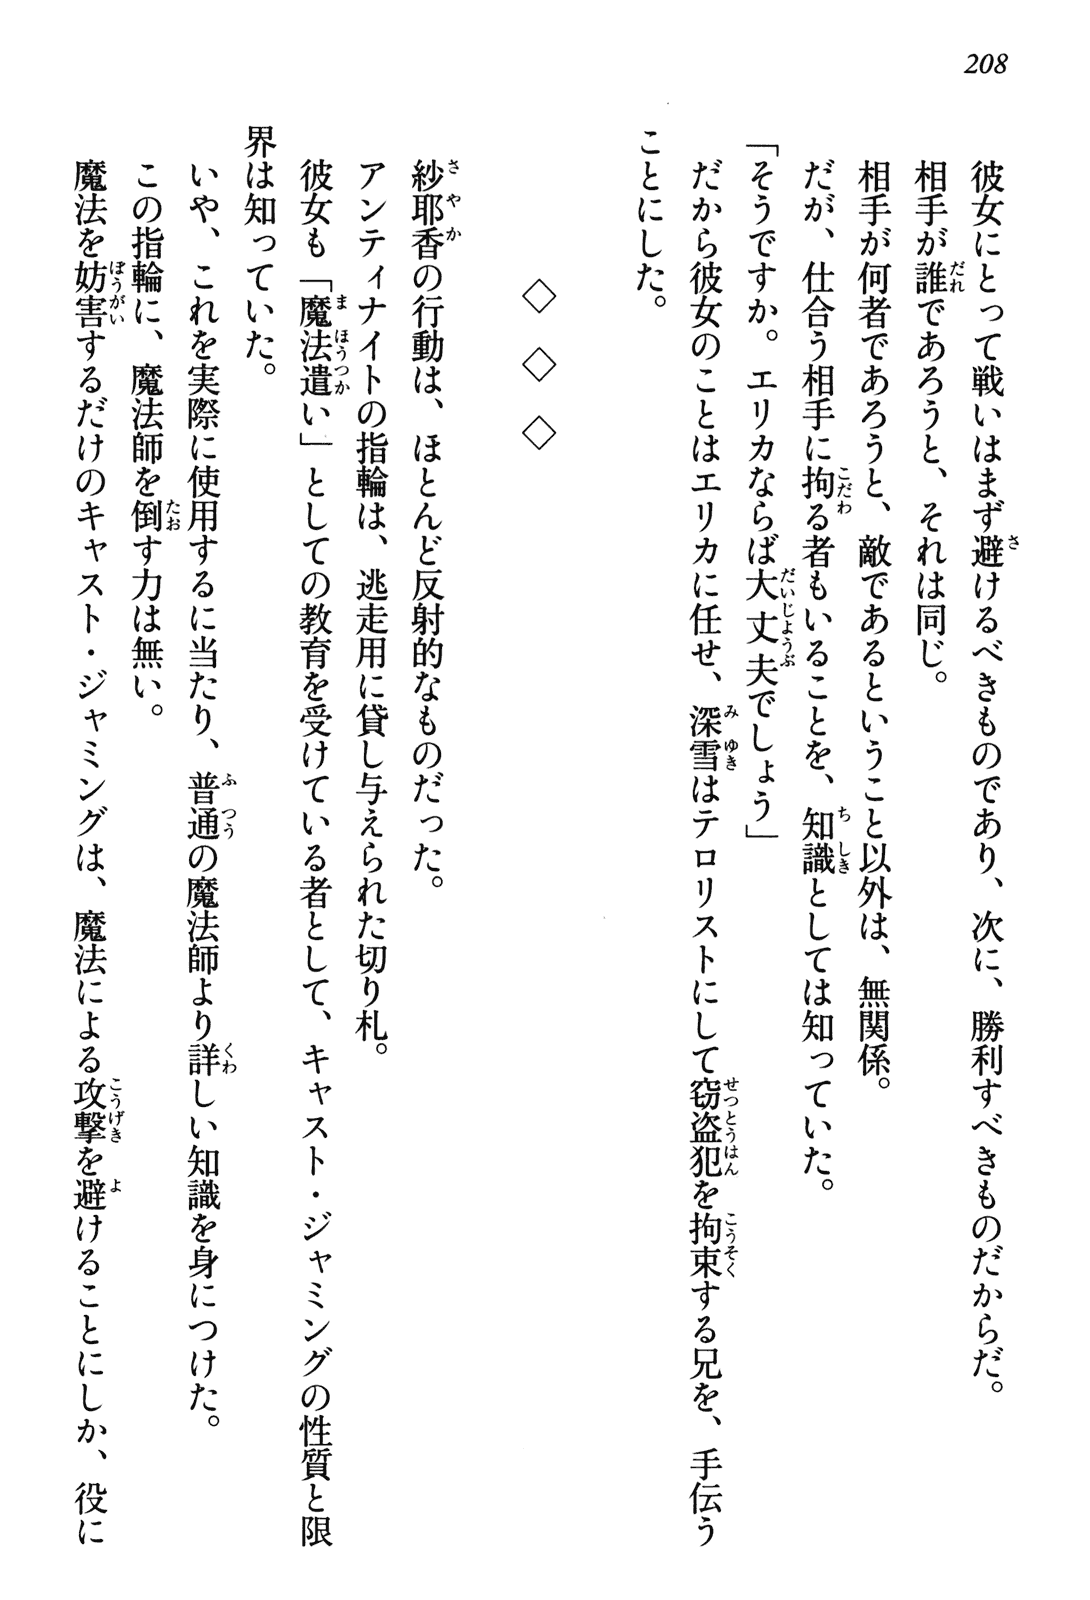 208
彼女にとって戦いはまず避けるべきものであり、次に、勝利すべきものだからだ。
相手が誰であろうと、それは同じ。
相手が何者であろうと、敵であるということ以外は、無関係。
だが、仕合う相手に拘る者もいることを、知識としては知っていた。
「そうですか。エリカならば大丈夫でしょう」
だから彼女のことはエリカに任せ、深雪はテロリストにして窃盗犯を拘束する兄を、手伝う
ことにした。
◇ ◇ ◇
紗耶香の行動は、ほとんど反射的なものだった。
アンティナイトの指輪は、逃走用に貸し与えられた切り札。
彼女も「魔法遣い」としての教育を受けている者として、キャスト・ジャミングの性質と限
界は知っていた。
いや、これを実際に使用するに当たり、普通の魔法師より詳しい知識を身につけた。
この指輪に、魔法師を倒す力は無い。
魔法を妨害するだけのキャスト・ジャミングは、魔法による攻撃を避けることにしか、役に